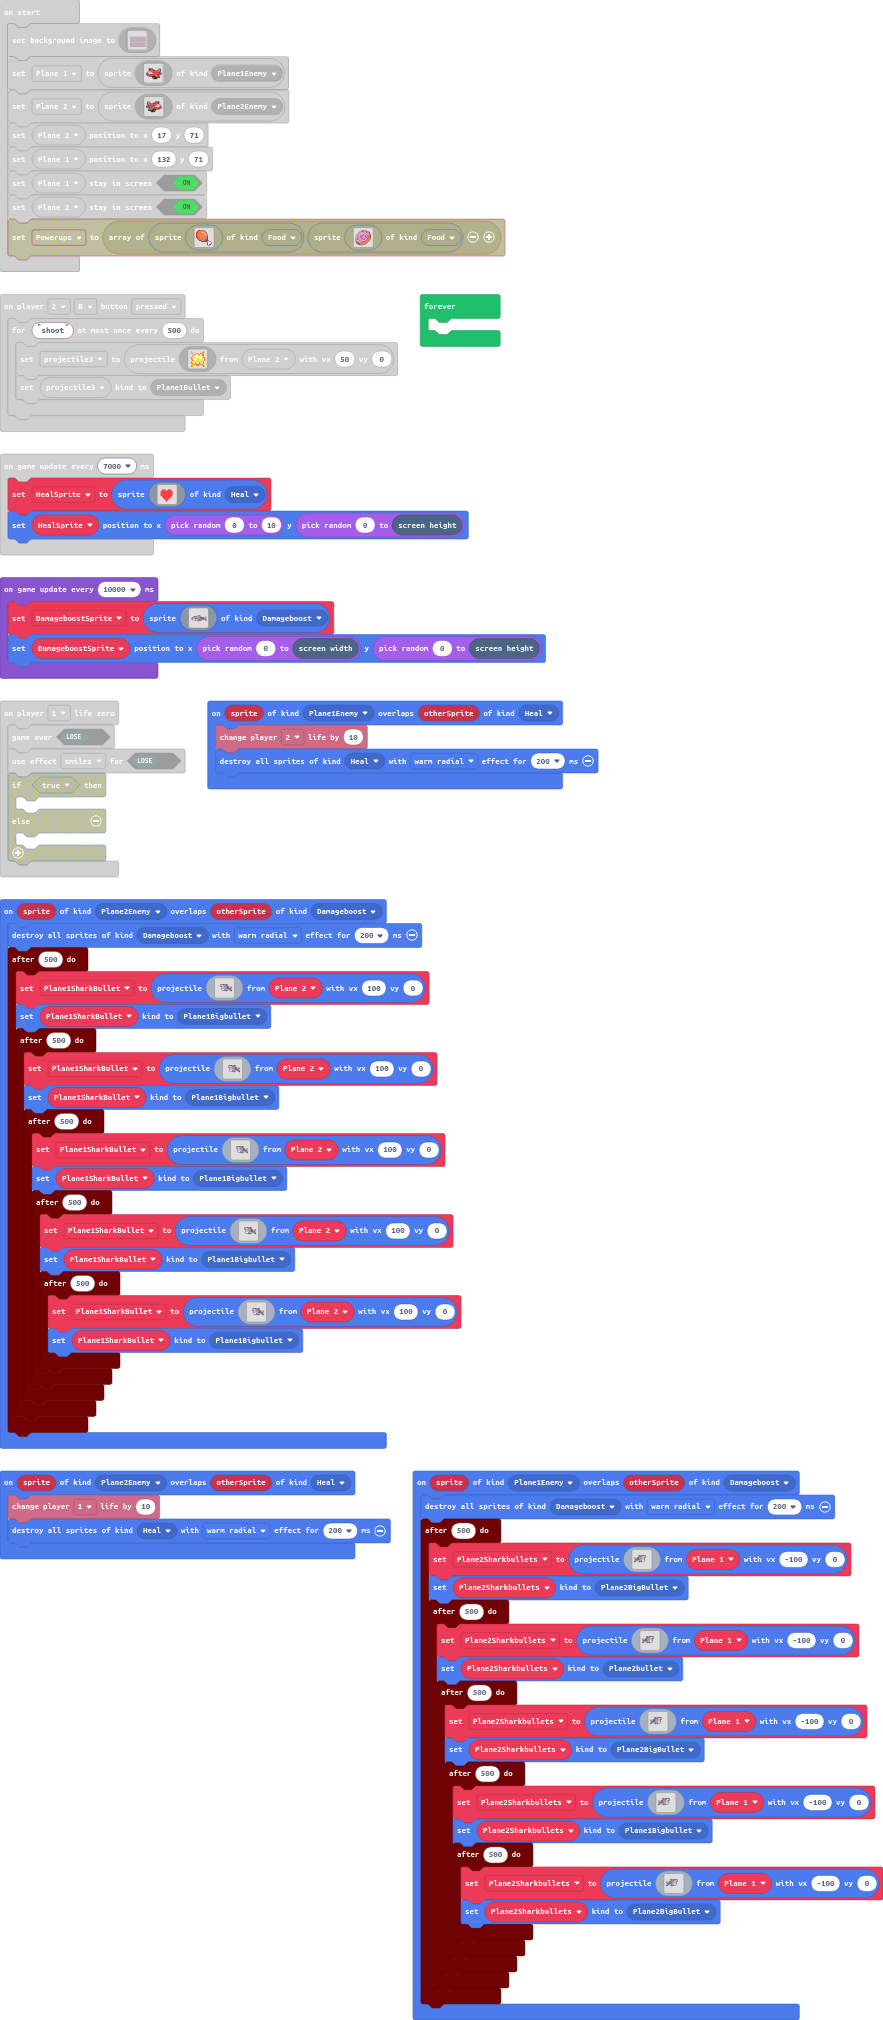 on start
set background image to
set Plane 1 to sprite of kind Plane1Enemy
set Plane 2 to sprite of kind Plane2Enemy
set Plane 2 position to x 17 y 71
set Plane 1 position to x 132 y 71
set Plane 1 stay in screen ON
set Plane 2 stay in screen ON
set Powerups to array of sprite of kind Food sprite of kind Food
on player 2 B button pressed
for shoot at most once every 500 do
set projectile3 to projectile from Plane 2 with vx 50 vy 0
set projectile3 kind to Plane1Bullet
forever
on game update every 7000 ms
set HealSprite to sprite of kind Heal
set HealSprite position to x pick random 0 to 10 y pick random 0 to screen height
on game update every 10000 ms
set DamageboostSprite to sprite of kind Damageboost
set DamageboostSprite position to x pick random 0 to screen width y pick random 0 to screen height
on player 1 life zero
game over LOSE
use effect smiles for LOSE
if true then
else
on sprite of kind Plane1Enemy overlaps otherSprite of kind Heal
change player 2 life by 10
destroy all sprites of kind Heal with warm radial effect for 200 ms
on sprite of kind Plane2Enemy overlaps otherSprite of kind Damageboost
destroy all sprites of kind Damageboost with warm radial effect for 200 ms
after 500 do
set Plane1SharkBullet to projectile from Plane 2 with vx 100 vy 0
set Plane1SharkBullet kind to Plane1Bigbullet
after 500 do
set Plane1SharkBullet to projectile from Plane 2 with vx 100 vy 0
set Plane1SharkBullet kind to Plane1Bigbullet
after 500 do
set Plane1SharkBullet to projectile from Plane 2 with vx 100 vy 0
set Plane1SharkBullet kind to Plane1Bigbullet
after 500 do
set Plane1SharkBullet to projectile from Plane 2 with vx 100 vy 0
set Plane1SharkBullet kind to Plane1Bigbullet
after 500 do
set Plane1SharkBullet to projectile from Plane 2 with vx 100 vy 0
set Plane1SharkBullet kind to Plane1Bigbullet
on sprite of kind Plane2Enemy overlaps otherSprite of kind Heal
change player 1 life by 10
destroy all sprites of kind Heal with warm radial effect for 200 ms
on sprite of kind Plane1Enemy overlaps otherSprite of kind Damageboost
destroy all sprites of kind Damageboost with warm radial effect for 200 ms
after 500 do
set Plane2Sharkbullets to projectile from Plane 1 with vx -100 vy 0
set Plane2Sharkbullets kind to Plane2BigBullet
after 500 do
set Plane2Sharkbullets to projectile from Plane 1 with vx -100 vy 0
set Plane2Sharkbullets kind to Plane2bullet
after 500 do
set Plane2Sharkbullets to projectile from Plane 1 with vx -100 vy 0
set Plane2Sharkbullets kind to Plane2BigBullet
after 500 do
set Plane2Sharkbullets to projectile from Plane 1 with vx -100 vy 0
set Plane2Sharkbullets kind to Plane1Bigbullet
after 500 do
set Plane2Sharkbullets to projectile from Plane 1 with vx -100 vy 0
set Plane2Sharkbullets kind to Plane2BigBullet